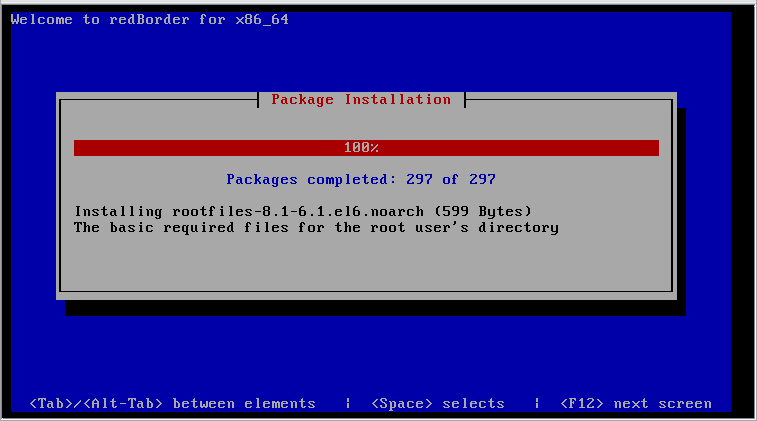 Welcome to redBorder for x86_64
Package Installation
100%
Packages completed: 297 of 297
Installing rootfiles-8.1-6.1.el6.noarch (599 Bytes)
The basic required files for the root user's directory
<Tab>/<Alt-Tab> between elements | <Space> selects | <F12> next screen